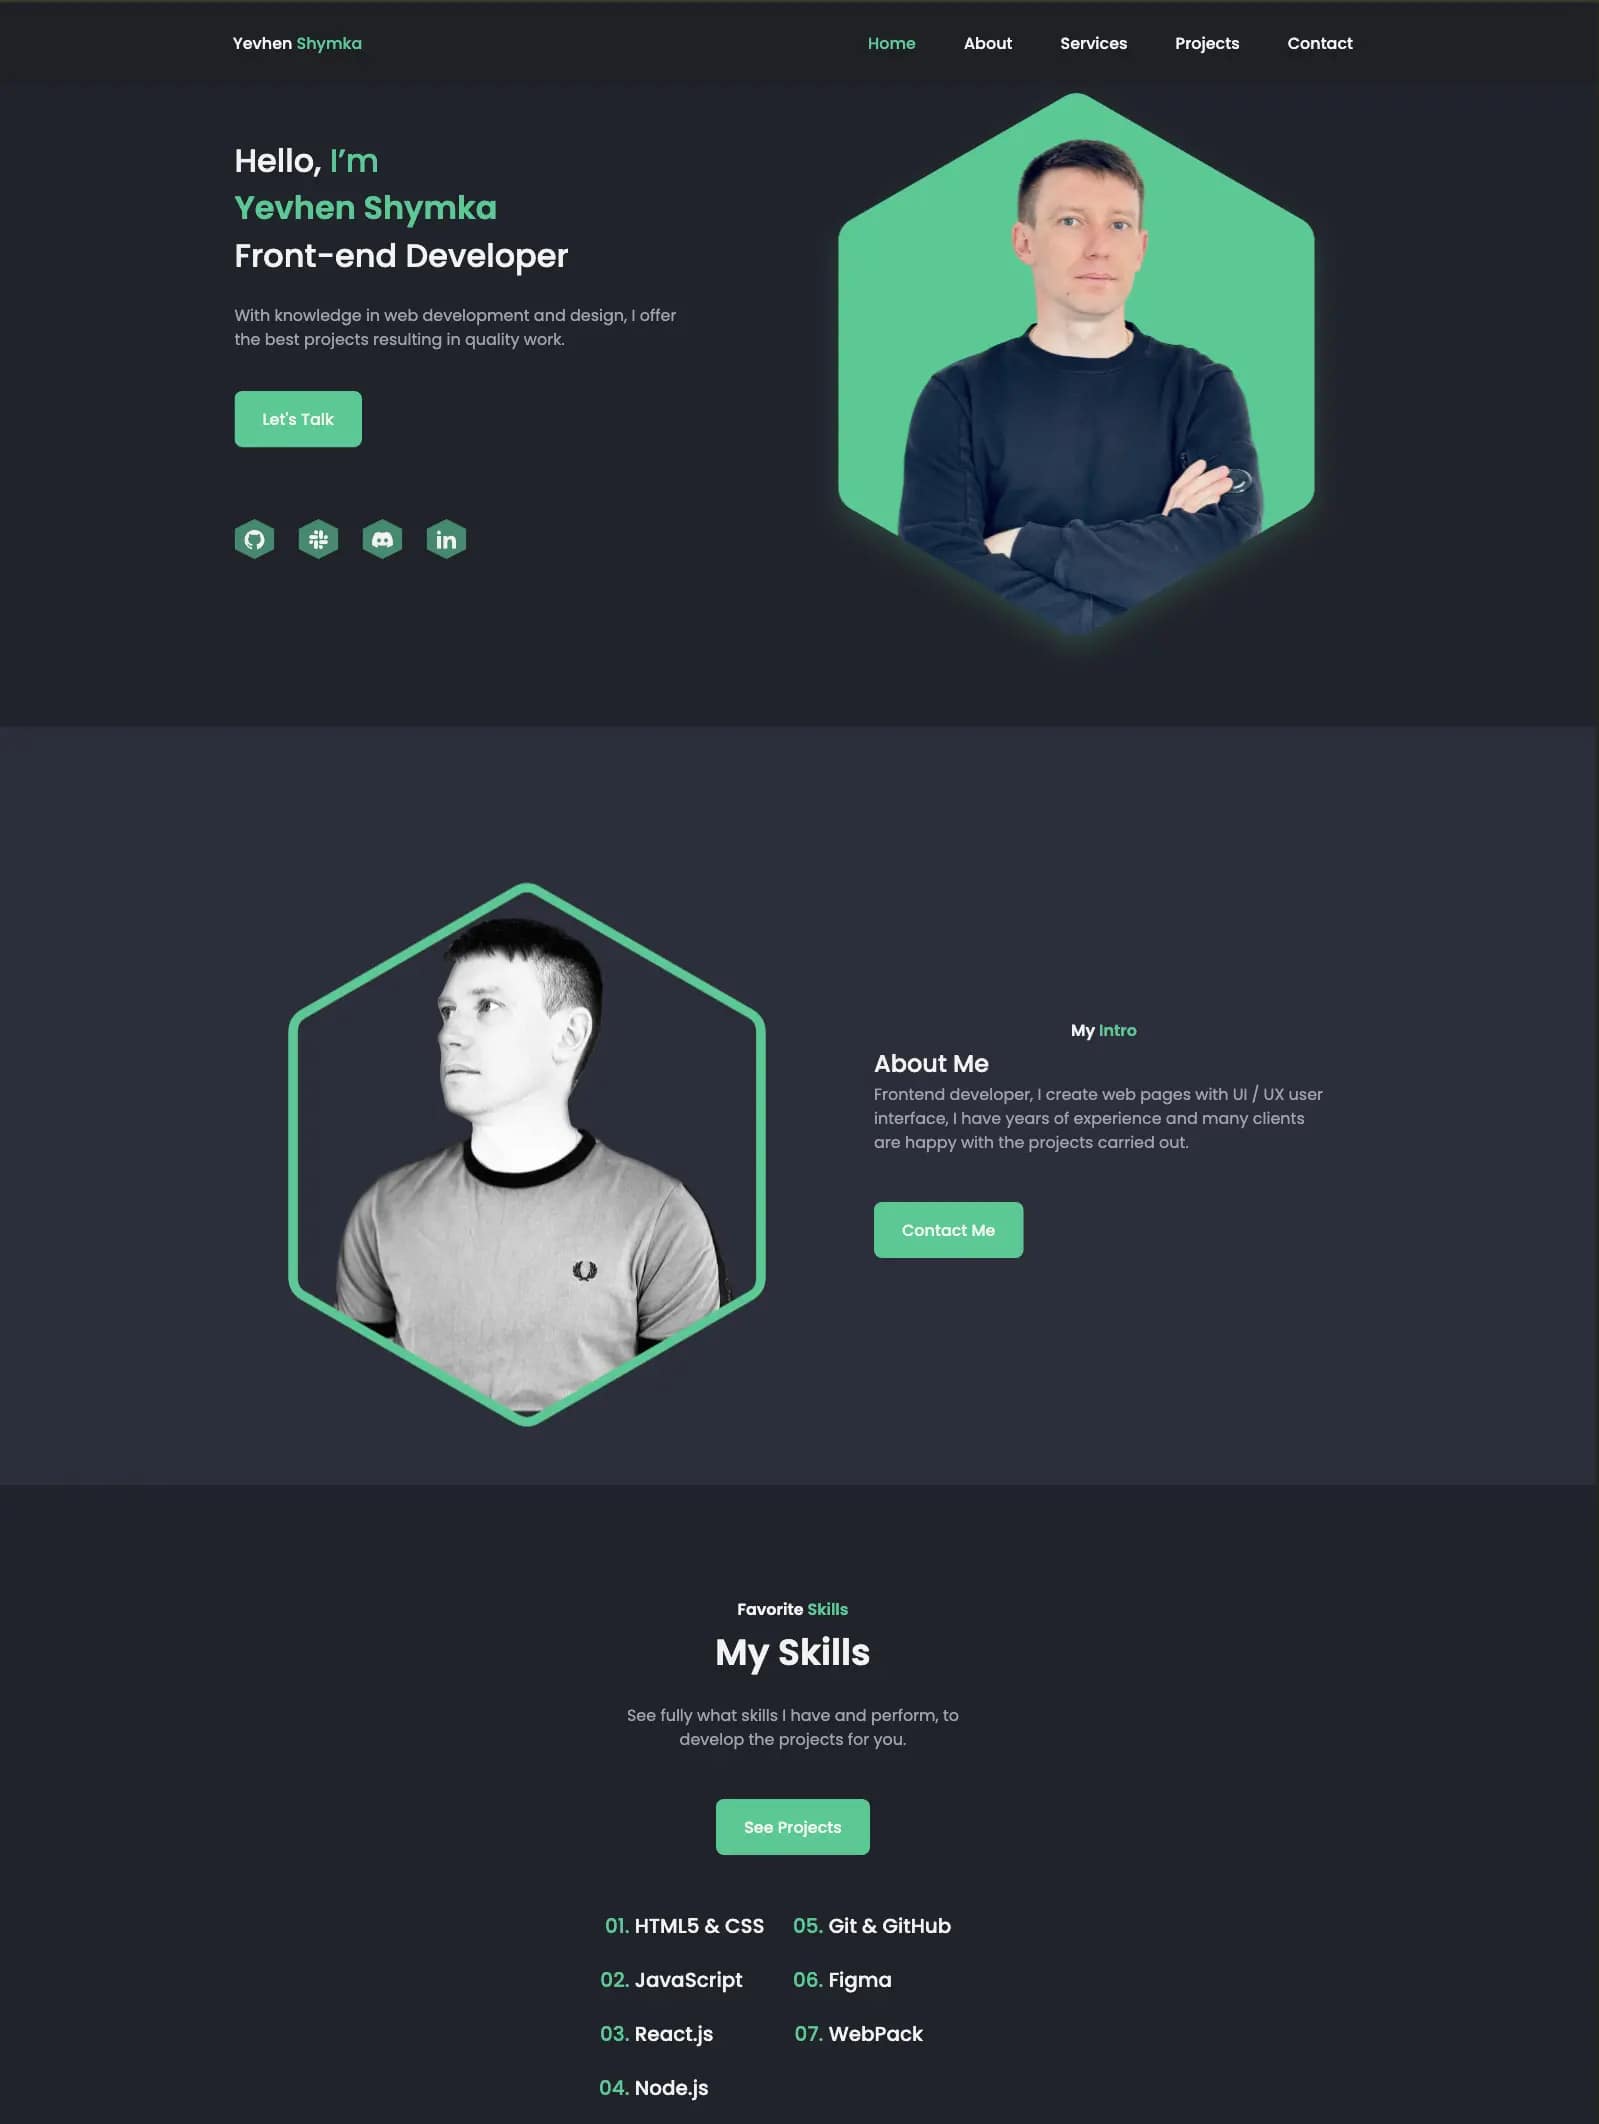 Yevhen Shymka
Home
About
Services
Projects
Contact
Hello, I’m
Yevhen Shymka
Front-end Developer
With knowledge in web development and design, I offer
the best projects resulting in quality work.
Let's Talk
in
My Intro
About Me
Frontend developer, I create web pages with UI / UX user
interface, I have years of experience and many clients
are happy with the projects carried out.
Contact Me
Favorite Skills
My Skills
See fully what skills I have and perform, to
develop the projects for you.
See Projects
01. HTML5 & CSS
02. JavaScript
03. React.js
04. Node.js
05. Git & GitHub
06. Figma
07. WebPack